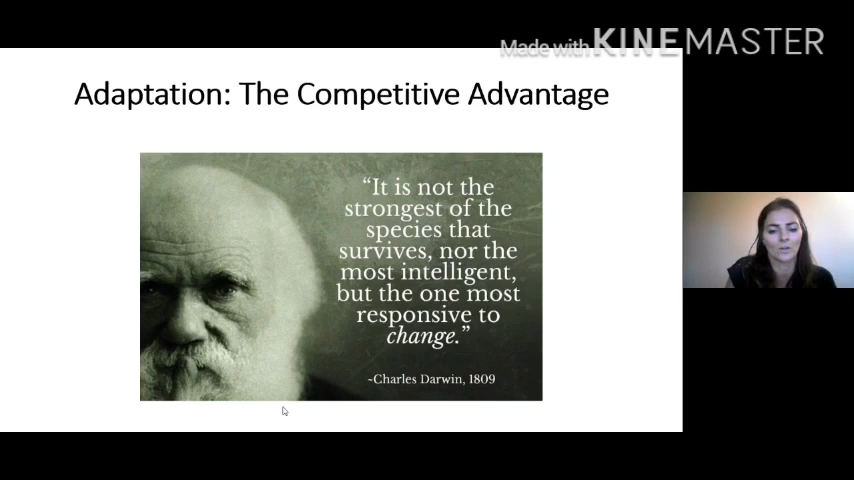 Made with KINEMASTER
Adaptation: The Competitive Advantage
“It is not the
strongest of the
species that
survives, nor the
most intelligent,
but the one most
responsive to
change.”
~Charles Darwin, 1809